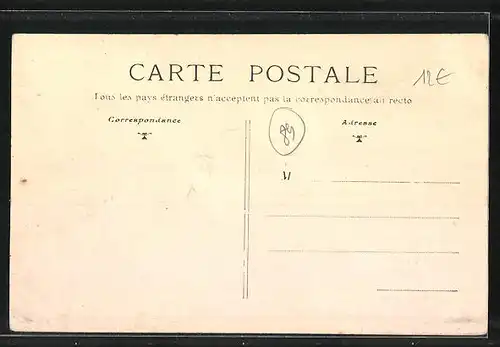 CARTE POSTALE
12€
Tous les pays étrangers n'acceptent pas la correspondance au recto
Correspondance
Adresse
89
M